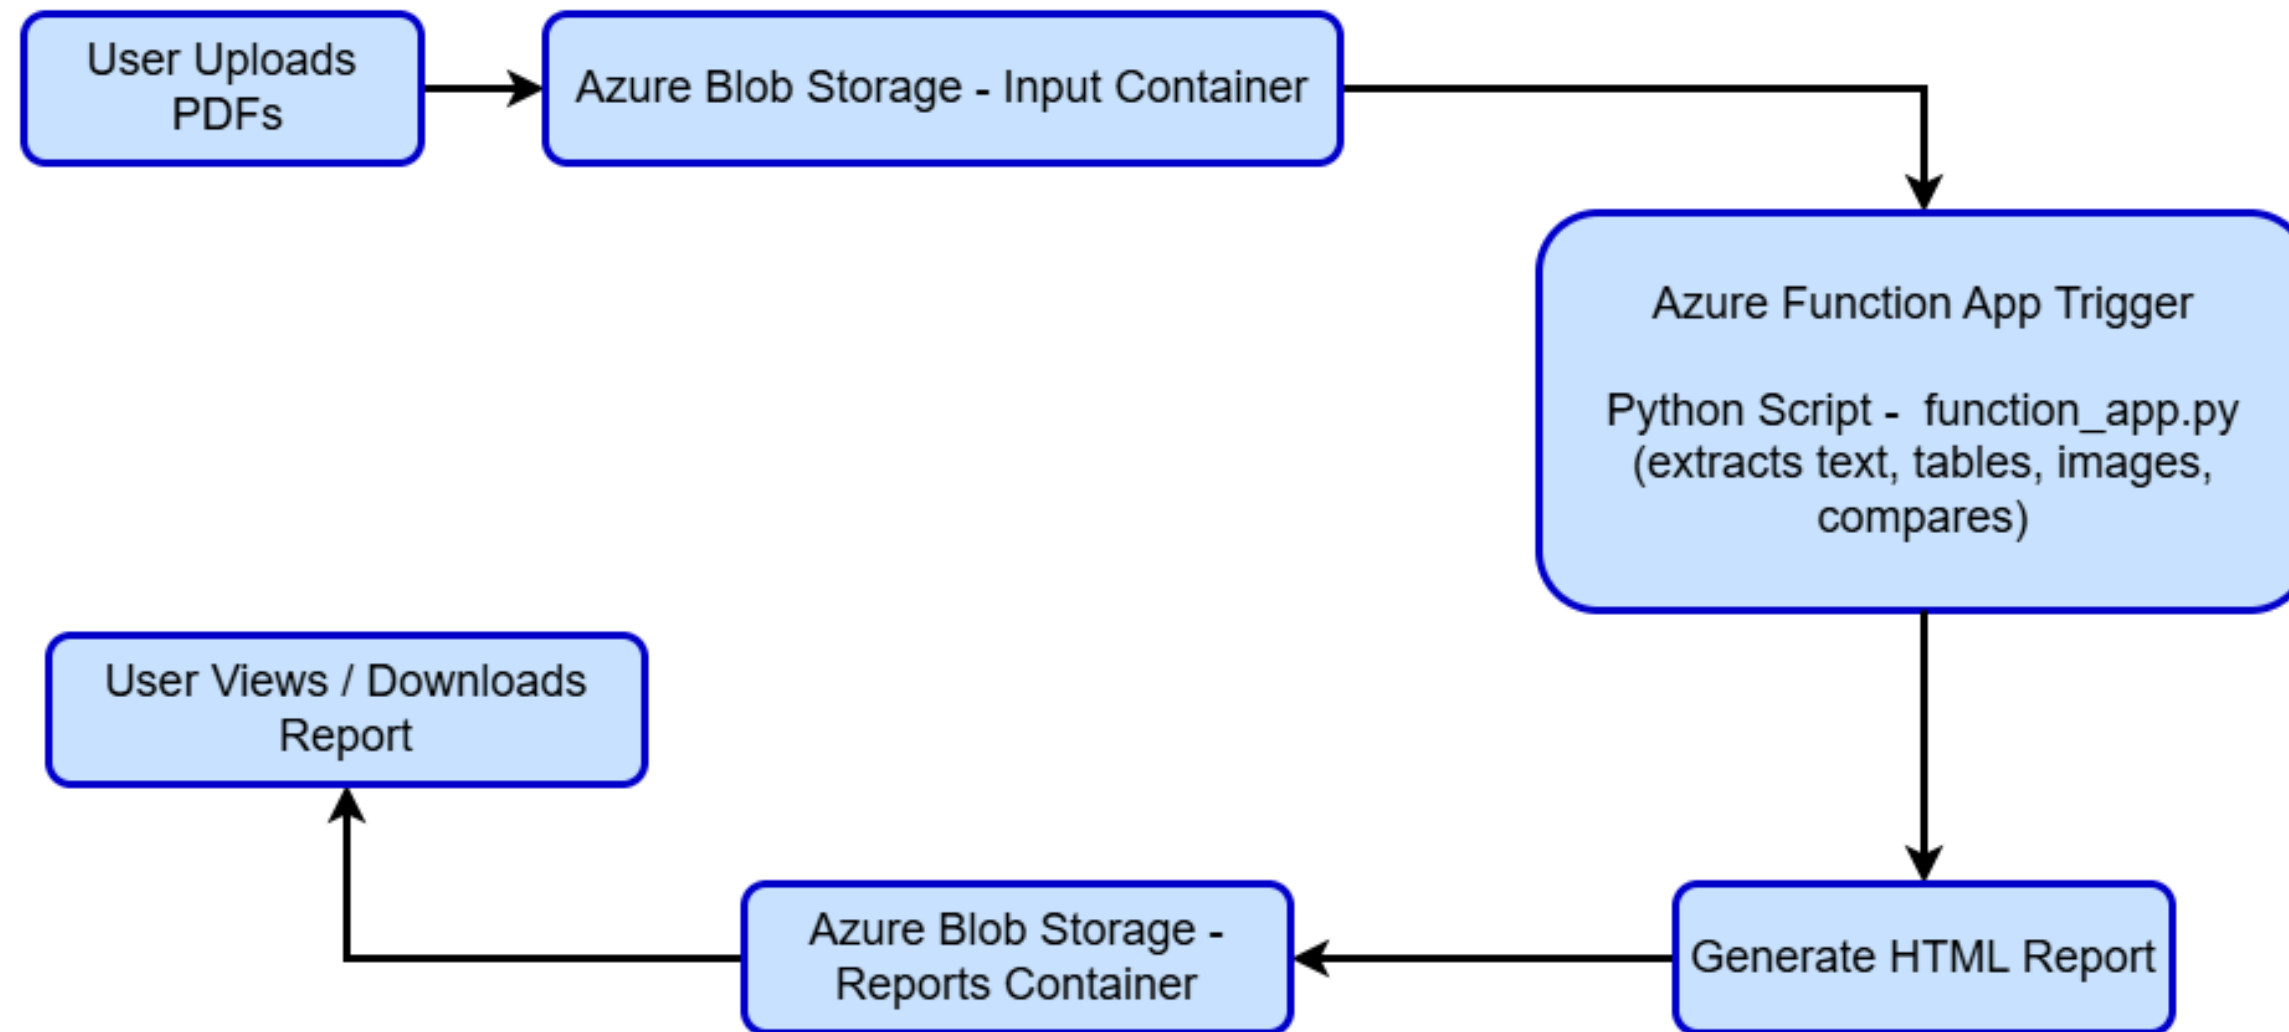 User Uploads
PDFs
Azure Blob Storage - Input Container
Azure Function App Trigger
Python Script -  function_app.py
(extracts text, tables, images,
compares)
Generate HTML Report
Azure Blob Storage -
Reports Container
User Views / Downloads
Report